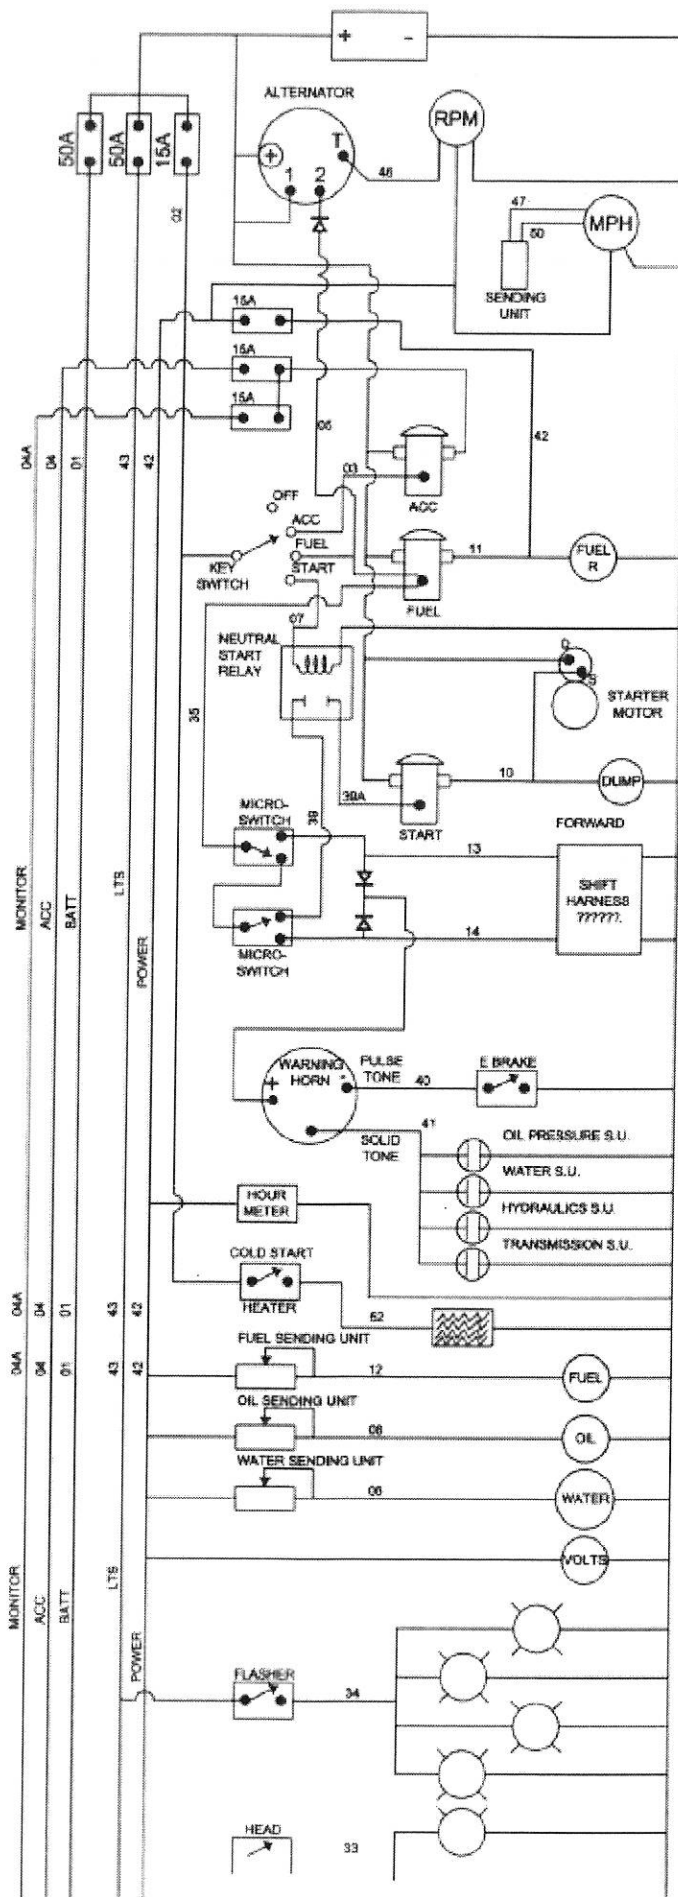 + -
ALTERNATOR
T
+
1 2
RPM
46
50A
50A
15A
02
47
50
MPH
SENDING
UNIT
15A
15A
15A
05
42
04A
04
01
43
42
03
ACC
OFF
ACC
FUEL
START
KEY
SWITCH
11
FUEL
R
FUEL
07
NEUTRAL
START
RELAY
35
STARTER
MOTOR
10
DUMP
39A
START
39
MICRO-
SWITCH
FORWARD
13
SHIFT
HARNESS
??????.
14
MICRO-
SWITCH
MONITOR
ACC
BATT
LTS
POWER
WARNING
HORN
+ -
PULSE
TONE
40
E BRAKE
41
SOLID
TONE
OIL PRESSURE S.U.
WATER S.U.
HYDRAULICS S.U.
TRANSMISSION S.U.
HOUR
METER
COLD START
HEATER
52
04A
04
01
43
42
04A
04
01
43
42
FUEL SENDING UNIT
12
FUEL
OIL SENDING UNIT
08
OIL
WATER SENDING UNIT
06
WATER
VOLTS
MONITOR
ACC
BATT
LTS
POWER
FLASHER
34
HEAD
33